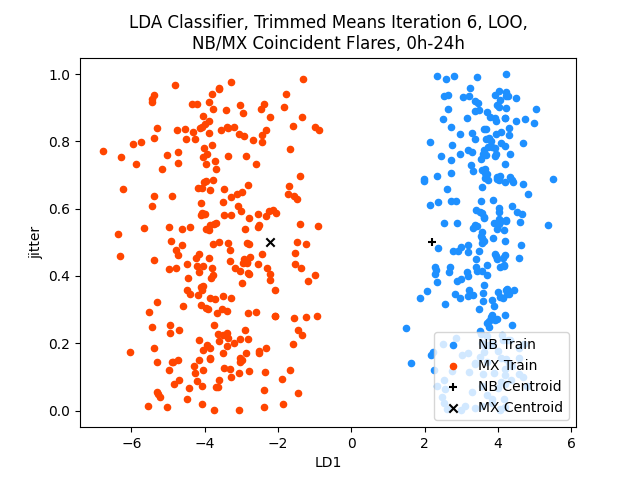 LDA Classifier, Trimmed Means Iteration 6, LOO,
NB/MX Coincident Flares, 0h-24h
1.0
0.8
0.6
0.4
0.2
0.0
jitter
−6
−4
−2
0
2
4
6
LD1
NB Train
MX Train
NB Centroid
MX Centroid